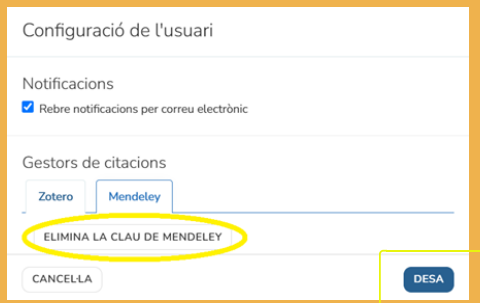 Configuració de l'usuari
Notificacions
Rebre notificacions per correu electrònic
Gestors de citacions
Zotero Mendeley
ELIMINA LA CLAU DE MENDELEY
CANCEL·LA DESA